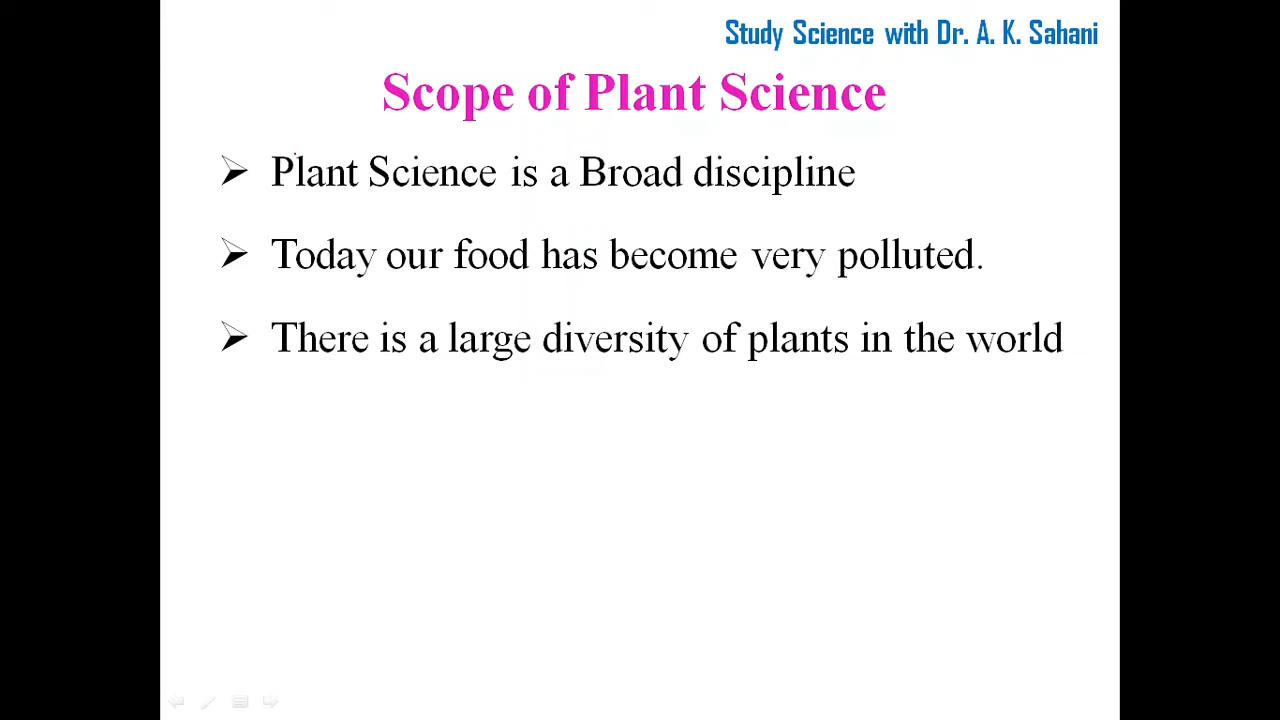 Study Science with Dr. A. K. Sahani
Scope of Plant Science
➢ Plant Science is a Broad discipline
➢ Today our food has become very polluted.
➢ There is a large diversity of plants in the world